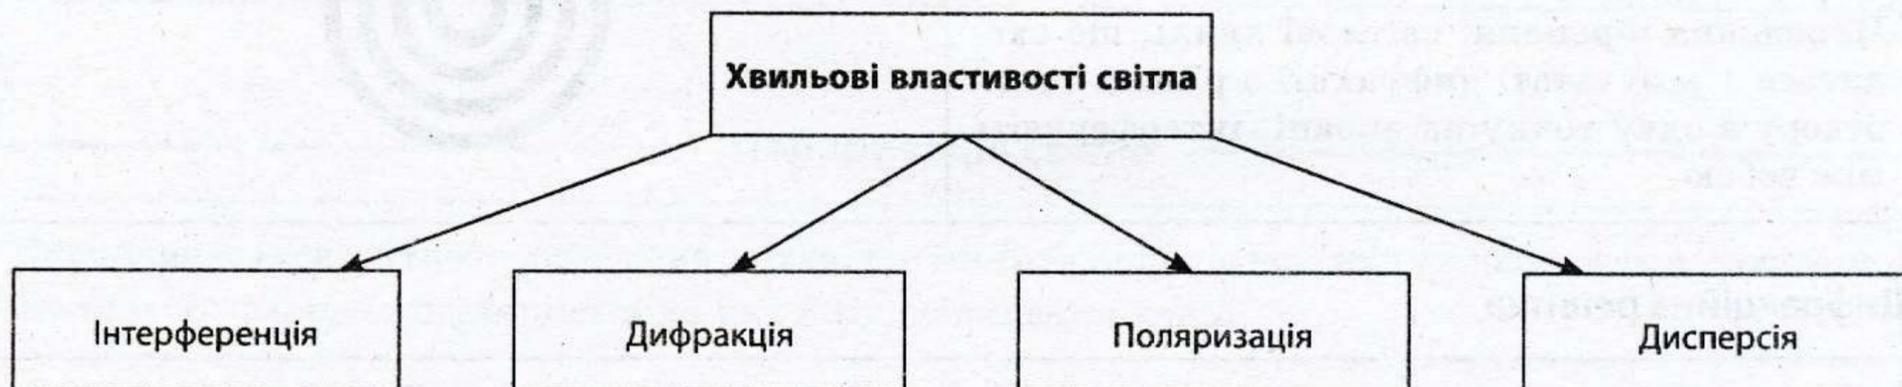 Хвильові властивості світла
Інтерференція
Дифракція
Поляризація
Дисперсія